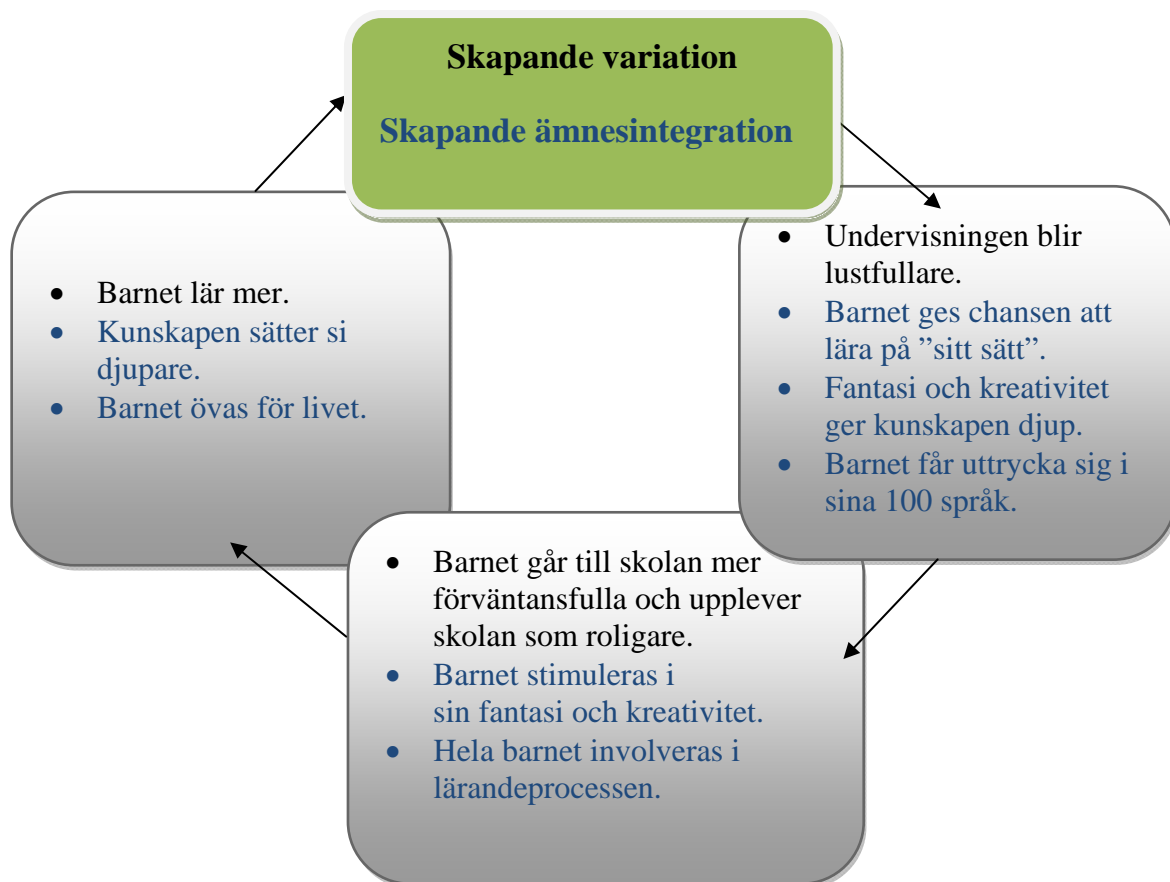 Skapande variation
Skapande ämnesintegration
• Undervisningen blir
lustfullare.
• Barnet ges chansen att
lära på ”sitt sätt”.
• Fantasi och kreativitet
ger kunskapen djup.
• Barnet får uttrycka sig i
sina 100 språk.
• Barnet går till skolan mer
förväntansfulla och upplever
skolan som roligare.
• Barnet stimuleras i
sin fantasi och kreativitet.
• Hela barnet involveras i
lärandeprocessen.
• Barnet lär mer.
• Kunskapen sätter si
djupare.
• Barnet övas för livet.